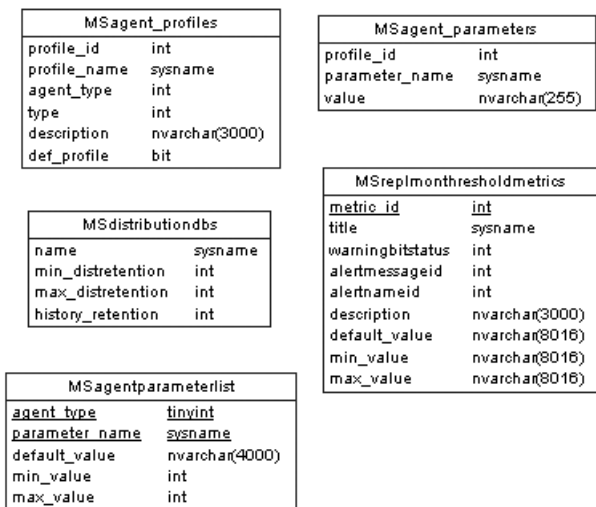 MSagent_profiles
profile_id int
profile_name sysname
agent_type int
type int
description nvarchar(3000)
def_profile bit
MSagent_parameters
profile_id int
parameter_name sysname
value nvarchar(255)
MSdistributiondbs
name sysname
min_distretention int
max_distretention int
history_retention int
MSreplmonthresholdmetrics
metric_id int
title sysname
warningbitstatus int
alertmessageid int
alertnameid int
description nvarchar(3000)
default_value nvarchar(8016)
min_value nvarchar(8016)
max_value nvarchar(8016)
MSagentparameterlist
agent_type tinyint
parameter_name sysname
default_value nvarchar(4000)
min_value int
max_value int